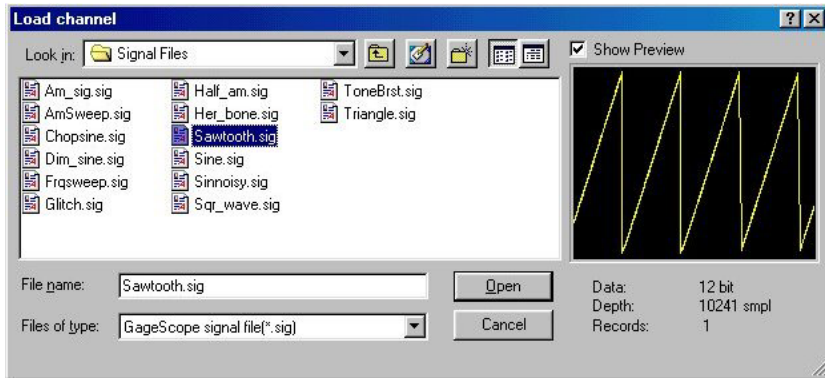 Load channel
Look in: Signal Files
Show Preview
Am_sig.sig
AmSweep.sig
Chopsine.sig
Dim_sine.sig
Frqsweep.sig
Glitch.sig
Half_am.sig
Her_bone.sig
Sawtooth.sig
Sine.sig
Sinnoisy.sig
Sqr_wave.sig
ToneBrst.sig
Triangle.sig
File name: Sawtooth.sig
Open
Files of type: GageScope signal file(*.sig)
Cancel
Data: 12 bit
Depth: 10241 smpl
Records: 1